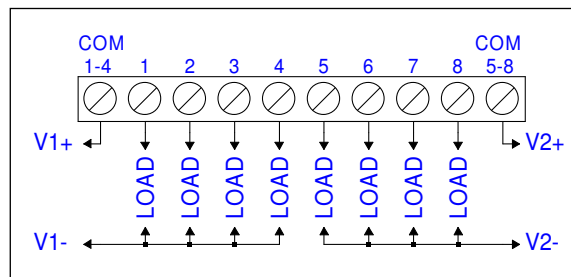 COM COM
1-4 1 2 3 4 5 6 7 8 5-8
V1+ V2+
LOAD LOAD LOAD LOAD LOAD LOAD LOAD LOAD
V1- V2-